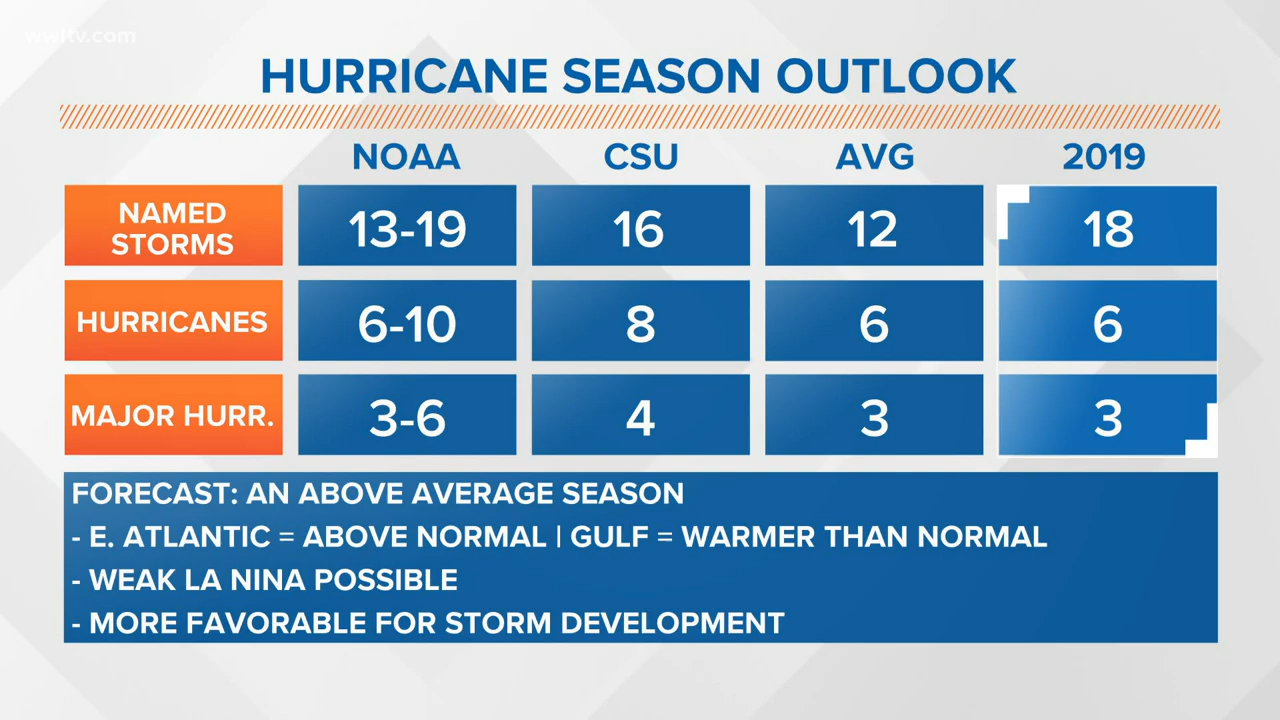 wwltv.com
HURRICANE SEASON OUTLOOK
NOAA CSU AVG 2019
NAMED STORMS 13-19 16 12 18
HURRICANES 6-10 8 6 6
MAJOR HURR. 3-6 4 3 3
FORECAST: AN ABOVE AVERAGE SEASON
- E. ATLANTIC = ABOVE NORMAL | GULF = WARMER THAN NORMAL
- WEAK LA NINA POSSIBLE
- MORE FAVORABLE FOR STORM DEVELOPMENT